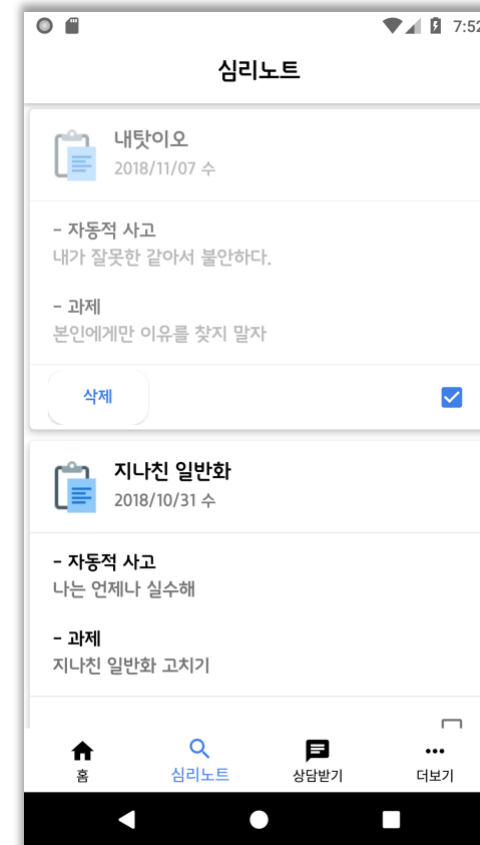 7:52
심리노트
내탓이오
2018/11/07 수
- 자동적 사고
내가 잘못한 같아서 불안하다.
- 과제
본인에게만 이유를 찾지 말자
삭제
지나친 일반화
2018/10/31 수
- 자동적 사고
나는 언제나 실수해
- 과제
지나친 일반화 고치기
홈
심리노트
상담받기
더보기